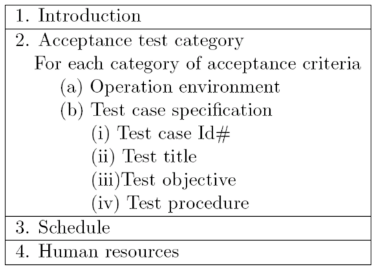 1. Introduction
2. Acceptance test category
For each category of acceptance criteria
(a) Operation environment
(b) Test case specification
(i) Test case Id#
(ii) Test title
(iii)Test objective
(iv) Test procedure
3. Schedule
4. Human resources